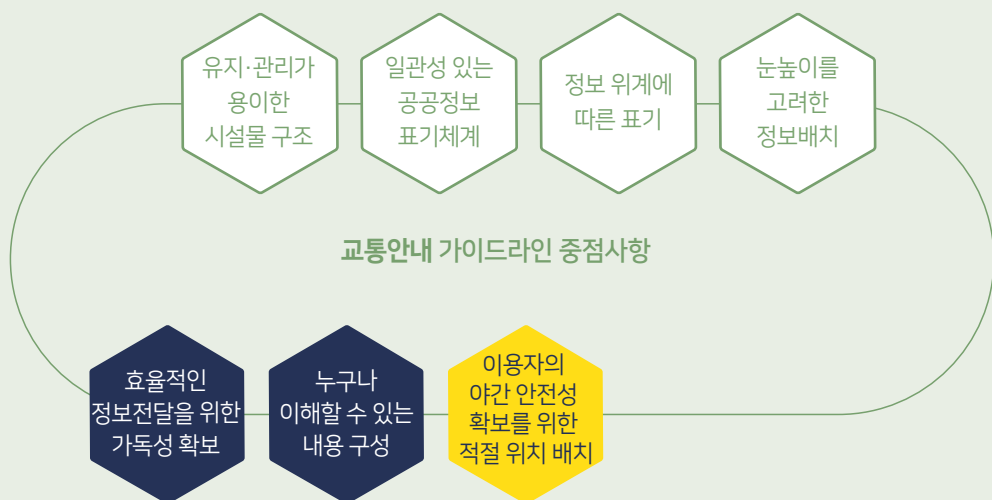 유지·관리가
용이한
시설물 구조
일관성 있는
공공정보
표기체계
정보 위계에
따른 표기
눈높이를
고려한
정보배치
교통안내 가이드라인 중점사항
효율적인
정보전달을 위한
가독성 확보
누구나
이해할 수 있는
내용 구성
이용자의
야간 안전성
확보를 위한
적절 위치 배치